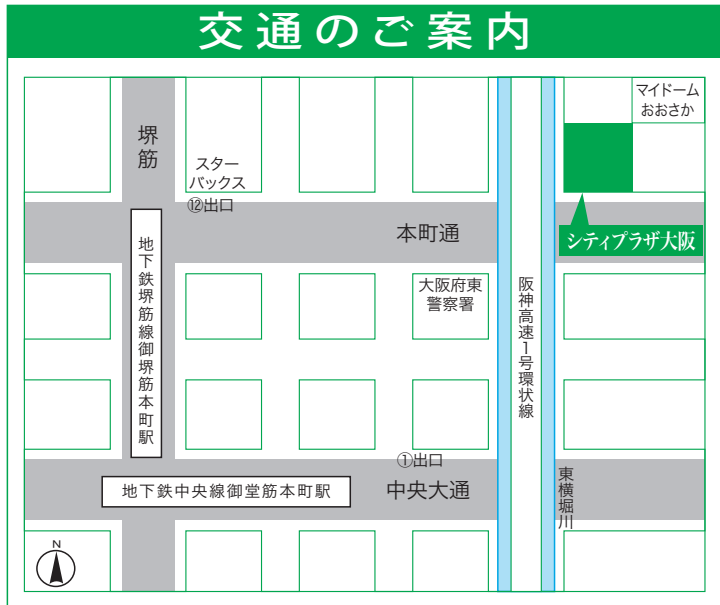 交通のご案内
マイドーム
おおさか
堺筋
スター
バックス
⑫出口
本町通
シティプラザ大阪
地下鉄堺筋線御堺筋本町駅
大阪府東
警察署
阪神高速1号環状線
①出口
地下鉄中央線御堂筋本町駅
中央大通
東横堀川
N